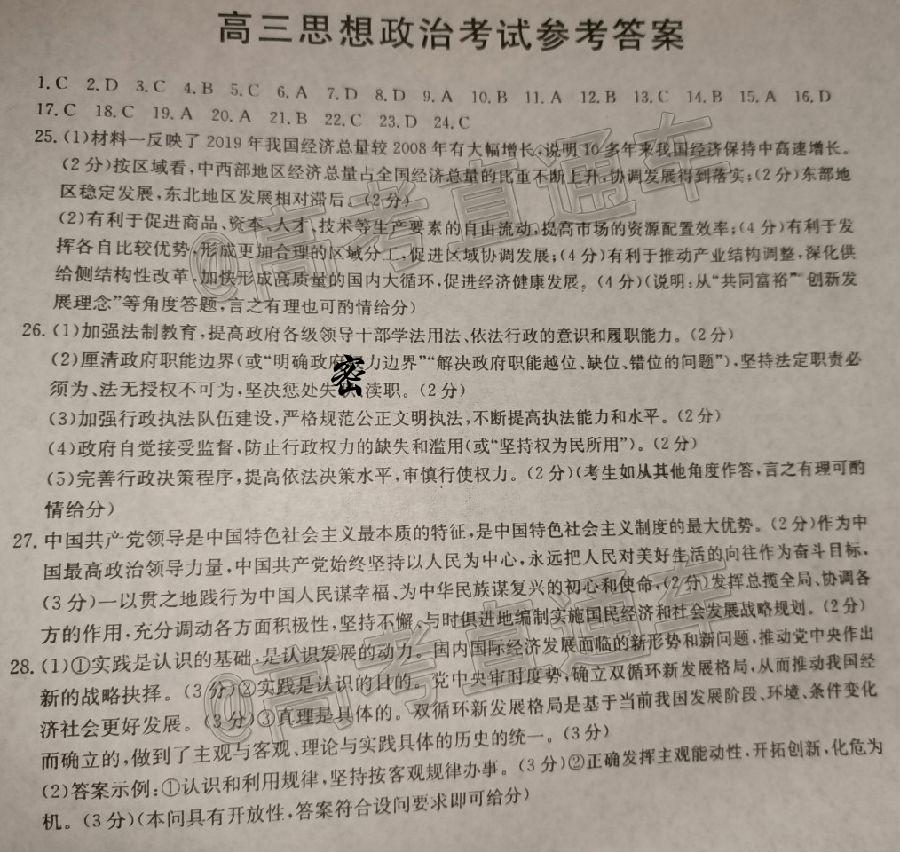 高三思想政治考试参考答案
1.C 2.D 3.C 4.B 5.C 6.A 7.D 8.D 9.A 10.B 11.A 12.B 13.C 14.B 15.A 16.D
17.C 18.C 19.A 20.A 21.B 22.C 23.D 24.C
25.(1)材料一反映了2019年我国经济总量较2008年有大幅增长,说明10多年来我国经济保持中高速增长。
(2分)按区域看,中西部地区经济总量占全国经济总量的比重不断上升,协调发展得到落实;(2分)东部地
区稳定发展,东北地区发展相对滞后。(2分)
(2)有利于促进商品、资本、人才、技术等生产要素的自由流动,提高市场的资源配置效率;(4分)有利于发
挥各自比较优势,形成更加合理的区域分工,促进区域协调发展;(4分)有利于推动产业结构调整,深化供
给侧结构性改革,加快形成高质量的国内大循环,促进经济健康发展。(4分)(说明:从“共同富裕”“创新发
展理念”等角度答题,言之有理也可酌情给分)
26.(1)加强法制教育,提高政府各级领导干部学法用法、依法行政的意识和履职能力。(2分)
(2)厘清政府职能边界(或“明确政府 力边界”“解决政府职能越位、缺位、错位的问题”),坚持法定职责必
须为、法无授权不可为,坚决惩处失 渎职。(2分)
密
(3)加强行政执法队伍建设,严格规范公正文明执法,不断提高执法能力和水平。(2分)
(4)政府自觉接受监督,防止行政权力的缺失和滥用(或“坚持权为民所用”)。(2分)
(5)完善行政决策程序,提高依法决策水平,审慎行使权力。(2分)(考生如从其他角度作答,言之有理可酌
情给分)
27.中国共产党领导是中国特色社会主义最本质的特征,是中国特色社会主义制度的最大优势。(2分)作为中
国最高政治领导力量,中国共产党始终坚持以人民为中心,永远把人民对美好生活的向往作为奋斗目标,
(3分)一以贯之地践行为中国人民谋幸福、为中华民族谋复兴的初心和使命,(2分)发挥总揽全局、协调各
方的作用,充分调动各方面积极性,坚持不懈、与时俱进地编制实施国民经济和社会发展战略规划。(2分)
28.(1)①实践是认识的基础,是认识发展的动力。国内国际经济发展面临的新形势和新问题,推动党中央作出
新的战略抉择。(3分)②实践是认识的目的。党中央审时度势,确立双循环新发展格局,从而推动我国经
济社会更好发展。(3分)③真理是具体的。双循环新发展格局是基于当前我国发展阶段、环境、条件变化
而确立的,做到了主观与客观、理论与实践具体的历史的统一。(3分)
(2)答案示例:①认识和利用规律,坚持按客观规律办事。(3分)②正确发挥主观能动性,开拓创新,化危为
机。(3分)(本问具有开放性,答案符合设问要求即可给分)
@高考直通车
@高考直通车